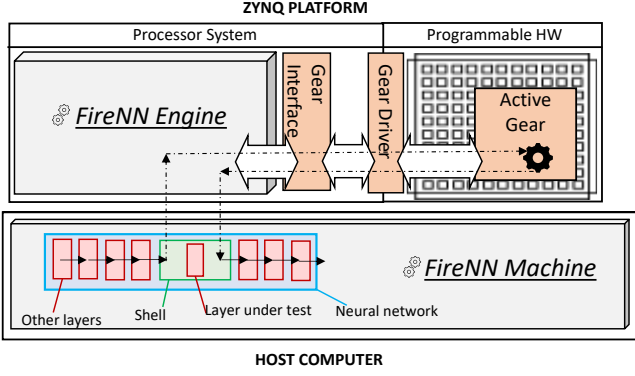 ZYNQ PLATFORM
Processor System
Programmable HW
FireNN Engine
Gear
Interface
Gear Driver
Active
Gear
FireNN Machine
Other layers
Shell
Layer under test
Neural network
HOST COMPUTER